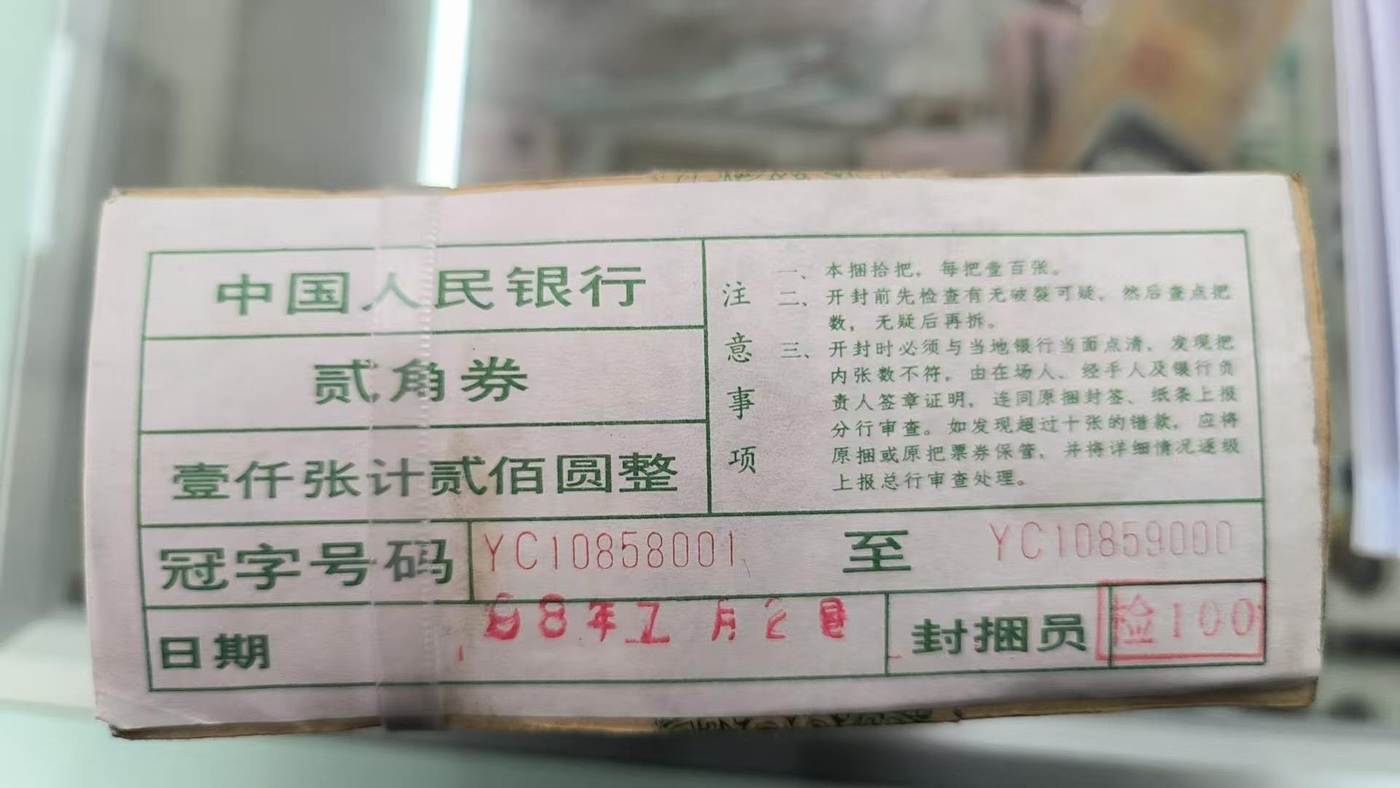 中国人民银行
贰角券
壹仟张计贰佰圆整
注意事项
一、本捆拾把，每把壹百张。
二、开封前先检查有无破裂可疑，然后查点把
数，无疑后再拆。
三、开封时必须与当地银行当面点清，发现把
内张数不符，由在场人、经手人及银行负
责人签章证明，连同原捆封签、纸条上报
分行审查。如发现超过十张的错款，应将
原捆或原把票券保管，并将详细情况逐级
上报总行审查处理。
冠字号码 YC10858001 至 YC10859000
日期 88年 月2日 封捆员 检100